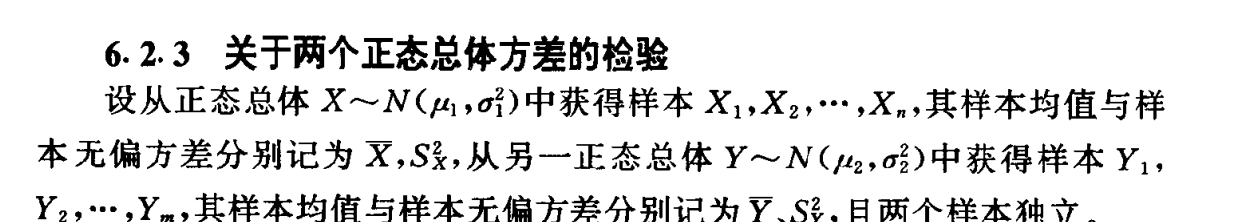 6.2.3 关于两个正态总体方差的检验
设从正态总体 X～N(μ₁,σ₁²)中获得样本 X₁,X₂,…,Xₙ,其样本均值与样
本无偏方差分别记为 X̄,S²_X,从另一正态总体 Y～N(μ₂,σ₂²)中获得样本 Y₁,
Y₂,…,Yₘ,其样本均值与样本无偏方差分别记为 Ȳ、S²_Y,且两个样本独立。